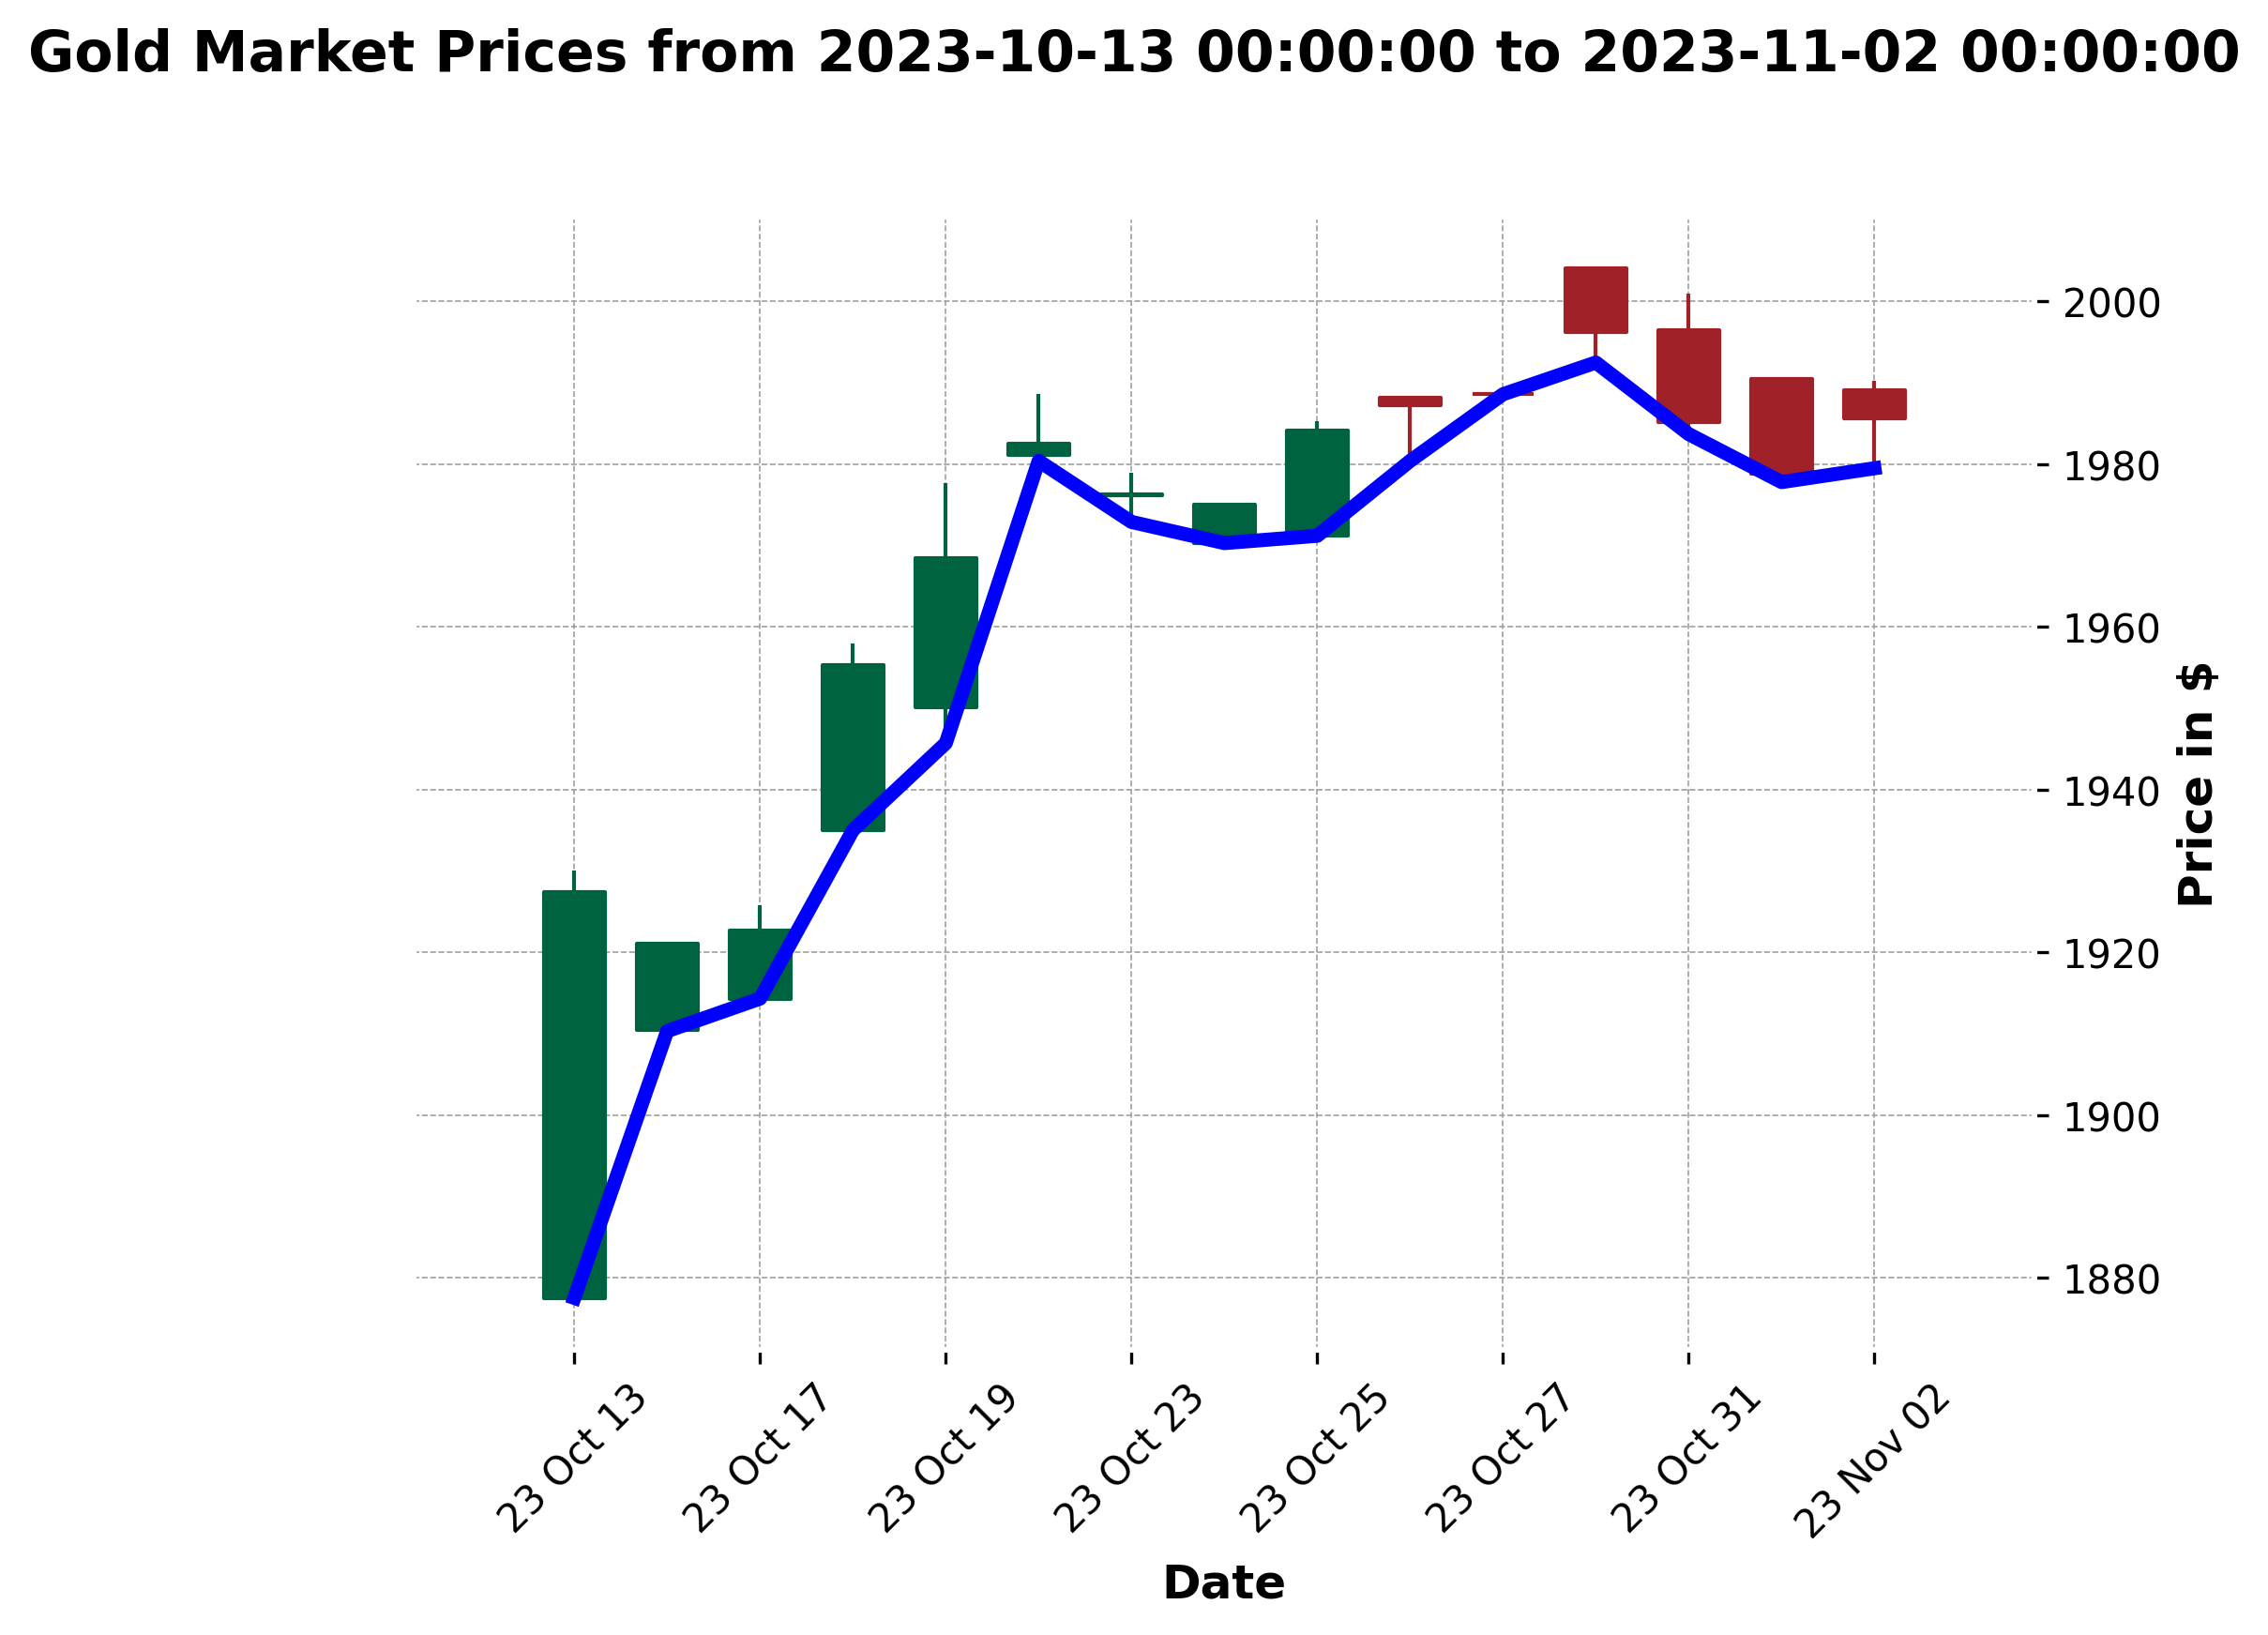 Gold Market Prices from 2023-10-13 00:00:00 to 2023-11-02 00:00:00
2000
1980
1960
1940
1920
1900
1880
Price in $
23 Oct 13
23 Oct 17
23 Oct 19
23 Oct 23
23 Oct 25
23 Oct 27
23 Oct 31
23 Nov 02
Date